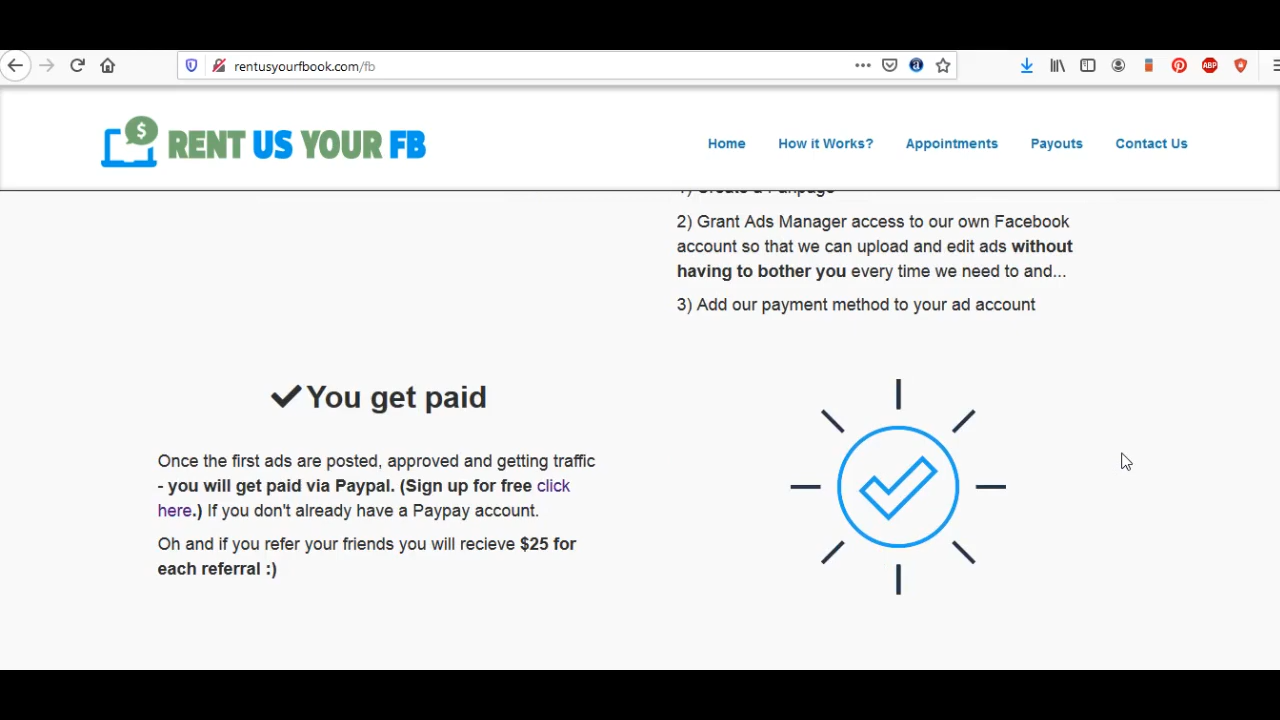 rentusyourfbook.com/fb
ABP
$
RENT US YOUR FB
Home
How it Works?
Appointments
Payouts
Contact Us
2) Grant Ads Manager access to our own Facebook
account so that we can upload and edit ads without
having to bother you every time we need to and...
3) Add our payment method to your ad account
You get paid
Once the first ads are posted, approved and getting traffic
- you will get paid via Paypal. (Sign up for free click
here.) If you don't already have a Paypay account.
Oh and if you refer your friends you will recieve $25 for
each referral :)